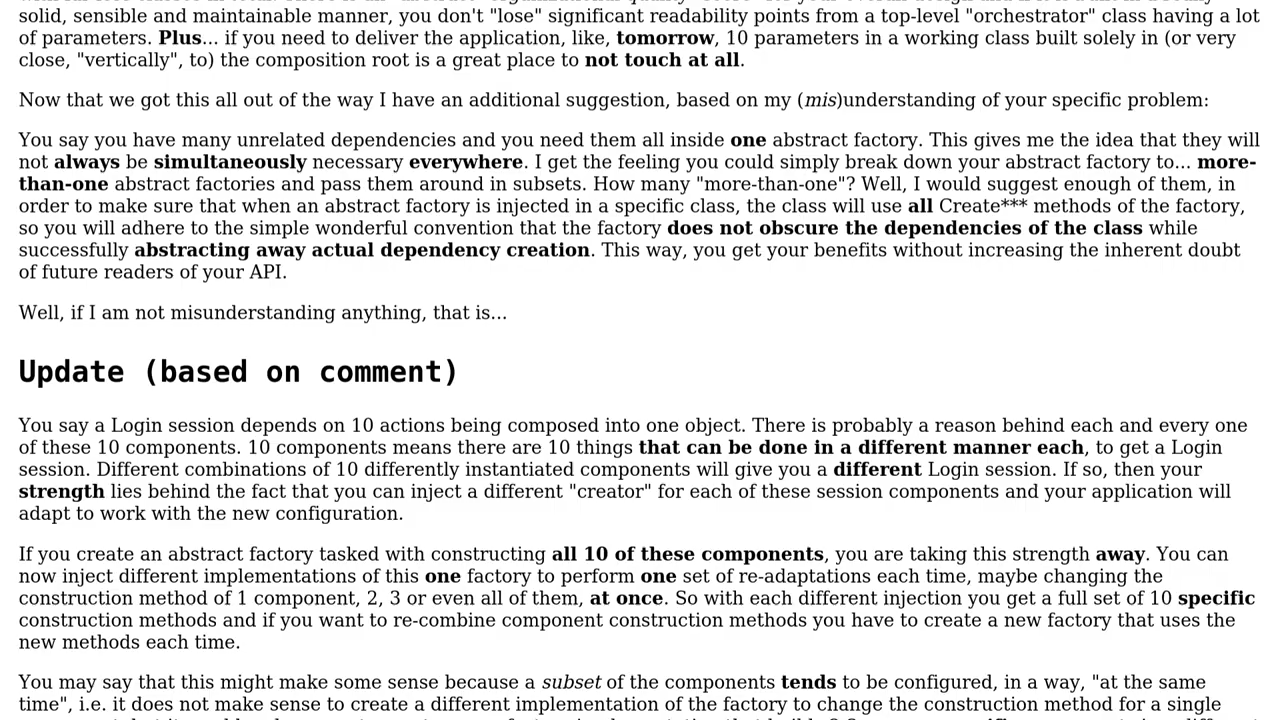 solid, sensible and maintainable manner, you don't "lose" significant readability points from a top-level "orchestrator" class having a lot
of parameters. Plus... if you need to deliver the application, like, tomorrow, 10 parameters in a working class built solely in (or very
close, "vertically", to) the composition root is a great place to not touch at all.
Now that we got this all out of the way I have an additional suggestion, based on my (mis)understanding of your specific problem:
You say you have many unrelated dependencies and you need them all inside one abstract factory. This gives me the idea that they will
not always be simultaneously necessary everywhere. I get the feeling you could simply break down your abstract factory to... more-
than-one abstract factories and pass them around in subsets. How many "more-than-one"? Well, I would suggest enough of them, in
order to make sure that when an abstract factory is injected in a specific class, the class will use all Create*** methods of the factory,
so you will adhere to the simple wonderful convention that the factory does not obscure the dependencies of the class while
successfully abstracting away actual dependency creation. This way, you get your benefits without increasing the inherent doubt
of future readers of your API.
Well, if I am not misunderstanding anything, that is...
Update (based on comment)
You say a Login session depends on 10 actions being composed into one object. There is probably a reason behind each and every one
of these 10 components. 10 components means there are 10 things that can be done in a different manner each, to get a Login
session. Different combinations of 10 differently instantiated components will give you a different Login session. If so, then your
strength lies behind the fact that you can inject a different "creator" for each of these session components and your application will
adapt to work with the new configuration.
If you create an abstract factory tasked with constructing all 10 of these components, you are taking this strength away. You can
now inject different implementations of this one factory to perform one set of re-adaptations each time, maybe changing the
construction method of 1 component, 2, 3 or even all of them, at once. So with each different injection you get a full set of 10 specific
construction methods and if you want to re-combine component construction methods you have to create a new factory that uses the
new methods each time.
You may say that this might make some sense because a subset of the components tends to be configured, in a way, "at the same
time", i.e. it does not make sense to create a different implementation of the factory to change the construction method for a single